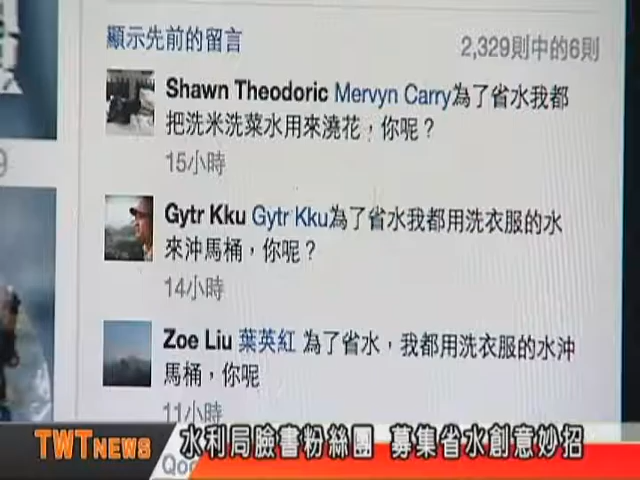 顯示先前的留言 2,329則中的6則
Shawn Theodoric Mervyn Carry為了省水我都
把洗米洗菜水用來澆花，你呢？
15小時
Gytr Kku Gytr Kku為了省水我都用洗衣服的水
來沖馬桶，你呢？
14小時
Zoe Liu 葉英紅 為了省水，我都用洗衣服的水沖
馬桶，你呢
11小時
TWT NEWS 水利局臉書粉絲團 募集省水創意妙招